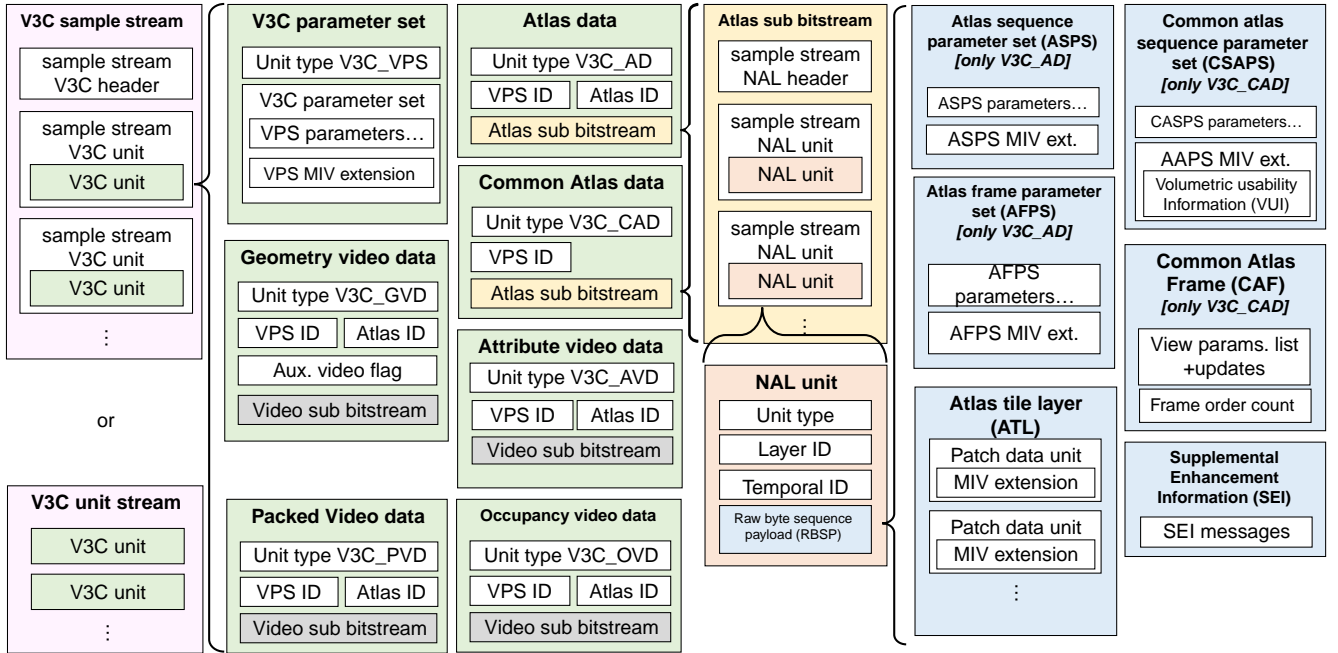 V3C sample stream
sample stream
V3C header
sample stream
V3C unit
V3C unit
sample stream
V3C unit
V3C unit
⋮
or
V3C unit stream
V3C unit
V3C unit
⋮
V3C parameter set
Unit type V3C_VPS
V3C parameter set
VPS parameters…
VPS MIV extension
Geometry video data
Unit type V3C_GVD
VPS ID
Atlas ID
Aux. video flag
Video sub bitstream
Packed Video data
Unit type V3C_PVD
VPS ID
Atlas ID
Video sub bitstream
Atlas data
Unit type V3C_AD
VPS ID
Atlas ID
Atlas sub bitstream
Common Atlas data
Unit type V3C_CAD
VPS ID
Atlas sub bitstream
Attribute video data
Unit type V3C_AVD
VPS ID
Atlas ID
Video sub bitstream
Occupancy video data
Unit type V3C_OVD
VPS ID
Atlas ID
Video sub bitstream
Atlas sub bitstream
sample stream
NAL header
sample stream
NAL unit
NAL unit
sample stream
NAL unit
NAL unit
⋮
NAL unit
Unit type
Layer ID
Temporal ID
Raw byte sequence
payload (RBSP)
Atlas sequence
parameter set (ASPS)
[only V3C_AD]
ASPS parameters…
ASPS MIV ext.
Atlas frame parameter
set (AFPS)
[only V3C_AD]
AFPS
parameters…
AFPS MIV ext.
Atlas tile layer
(ATL)
Patch data unit
MIV extension
Patch data unit
MIV extension
⋮
Common atlas
sequence parameter
set (CSAPS)
[only V3C_CAD]
CASPS parameters…
AAPS MIV ext.
Volumetric usability
Information (VUI)
Common Atlas
Frame (CAF)
[only V3C_CAD]
View params. list
+updates
Frame order count
Supplemental
Enhancement
Information (SEI)
SEI messages